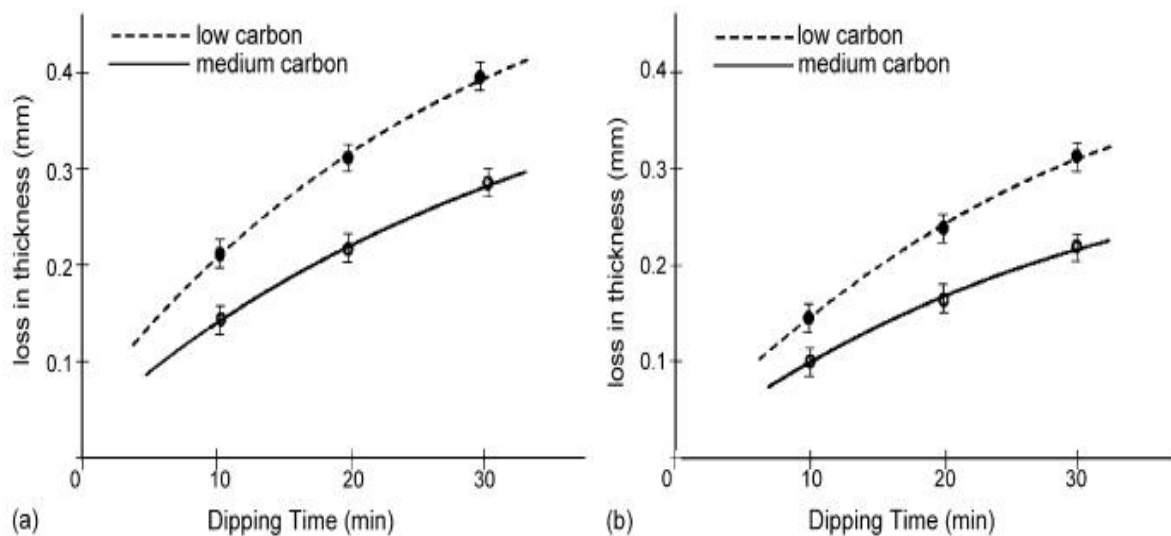 low carbon
medium carbon
loss in thickness (mm)
0.4
0.3
0.2
0.1
0
10
20
30
(a)
Dipping Time (min)
low carbon
medium carbon
loss in thickness (mm)
0.4
0.3
0.2
0.1
0
10
20
30
(b)
Dipping Time (min)